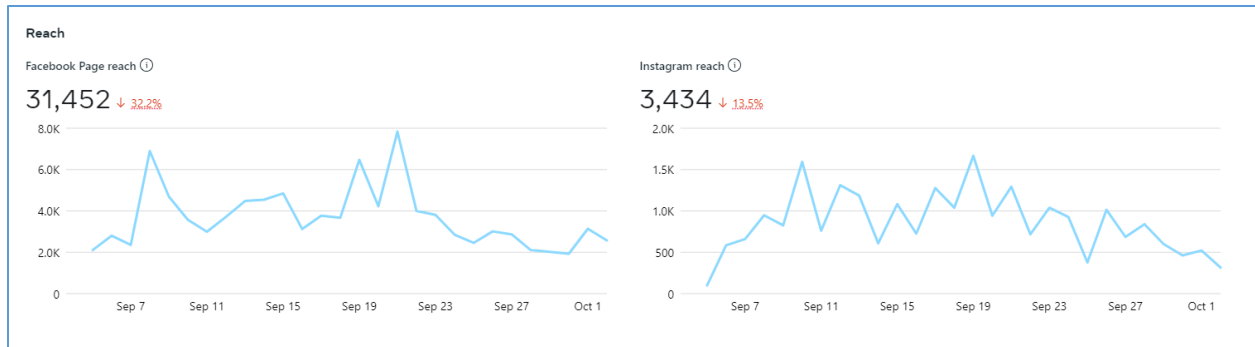 Reach
Facebook Page reach
31,452 ↓ 32.2%
8.0K
6.0K
4.0K
2.0K
0
Sep 7 Sep 11 Sep 15 Sep 19 Sep 23 Sep 27 Oct 1
Instagram reach
3,434 ↓ 13.5%
2.0K
1.5K
1.0K
500
0
Sep 7 Sep 11 Sep 15 Sep 19 Sep 23 Sep 27 Oct 1